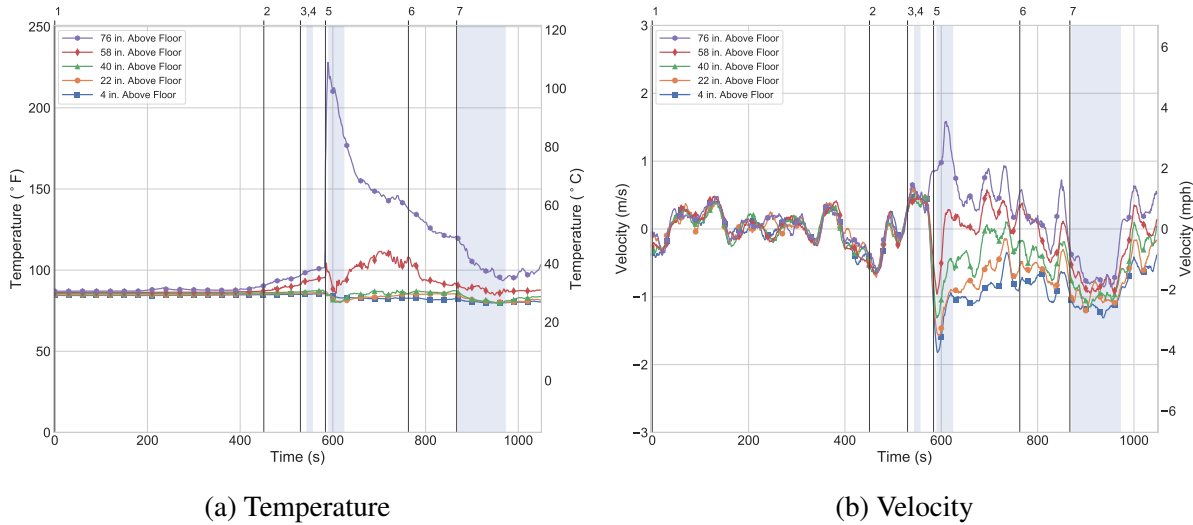 1 2 3,4 5 6 7
250
200
150
100
50
0
120
100
80
60
40
20
0
76 in. Above Floor
58 in. Above Floor
40 in. Above Floor
22 in. Above Floor
4 in. Above Floor
Temperature (°F)
Temperature (°C)
0 200 400 600 800 1000
Time (s)
(a) Temperature
1 2 3,4 5 6 7
3
2
1
0
−1
−2
−3
6
4
2
0
−2
−4
−6
76 in. Above Floor
58 in. Above Floor
40 in. Above Floor
22 in. Above Floor
4 in. Above Floor
Velocity (m/s)
Velocity (mph)
0 200 400 600 800 1000
Time (s)
(b) Velocity